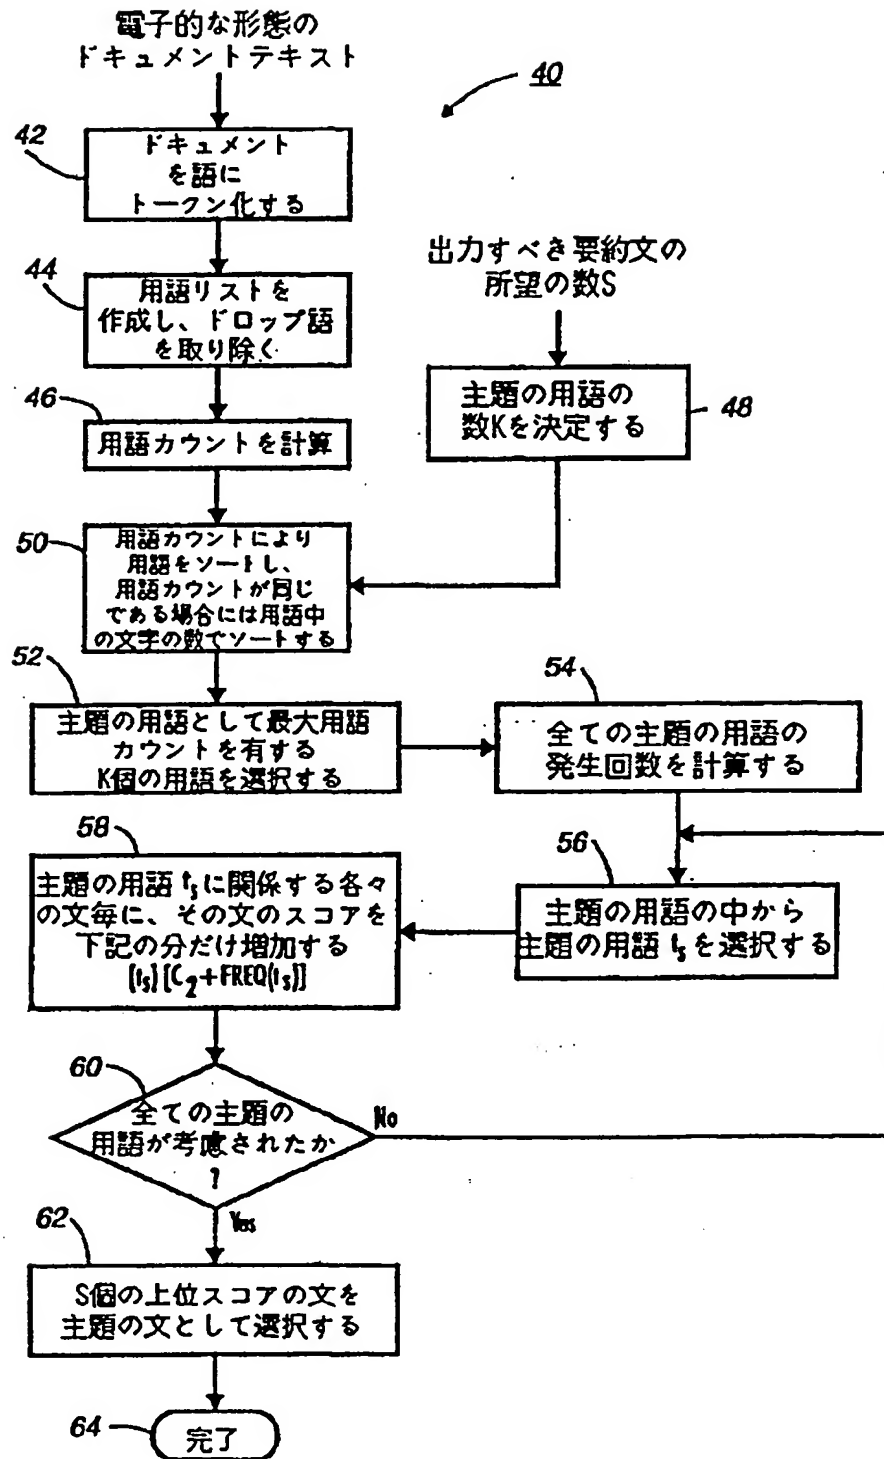 電子的な形態の
ドキュメントテキスト
40
42
ドキュメント
を語に
トークン化する
44
用語リストを
作成し、ドロップ語
を取り除く
出力すべき要約文の
所望の数S
46
用語カウントを計算
主題の用語の
数Kを決定する
48
50
用語カウントにより
用語をソートし、
用語カウントが同じ
である場合には用語中
の文字の数でソートする
52
主題の用語として最大用語
カウントを有する
K個の用語を選択する
54
全ての主題の用語の
発生回数を計算する
56
主題の用語の中から
主題の用語 ts を選択する
58
主題の用語 ts に関係する各々
の文毎に、その文のスコアを
下記の分だけ増加する
[ts][C2+FREQ(ts)]
60
全ての主題の
用語が考慮されたか
?
No
Yes
62
S個の上位スコアの文を
主題の文として選択する
64
完了